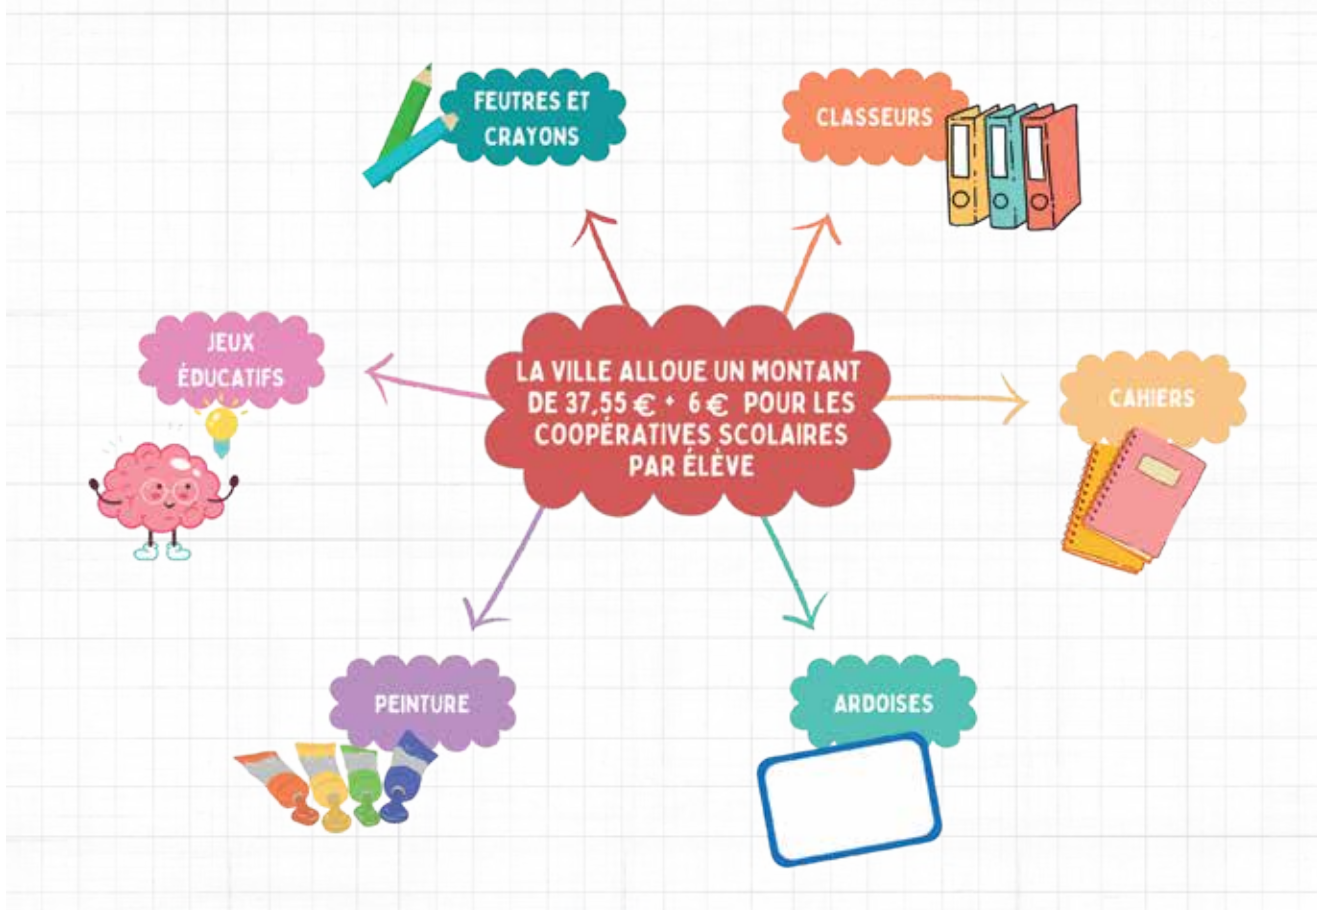 FEUTRES ET
CRAYONS
CLASSEURS
JEUX
ÉDUCATIFS
LA VILLE ALLOUE UN MONTANT
DE 37,55 € + 6 € POUR LES
COOPÉRATIVES SCOLAIRES
PAR ÉLÈVE
CAHIERS
PEINTURE
ARDOISES